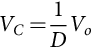 V_C = \frac{1}{D} V_o